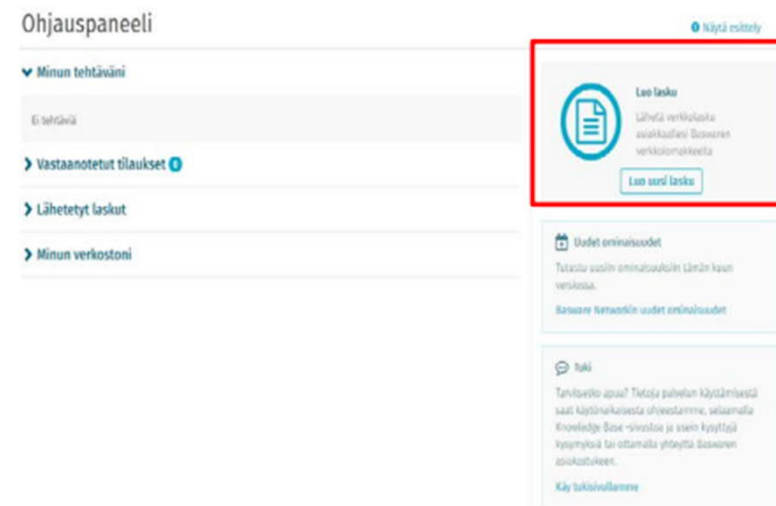 Ohjauspaneeli
Näytä esittely
Minun tehtäväni
Ei tehtäviä
Vastaanotetut tilaukset 0
Lähetetyt laskut
Minun verkostoni
Luo lasku
Lähetä verkkolasku
asiakkaallesi Baswaren
verkkolomakkeella
Luo uusi lasku
Uudet ominaisuudet
Tutustu uusiin ominaisuuksiin tämän kuun
versiossa.
Basware Networkin uudet ominaisuudet
Tuki
Tarvitsetko apua? Tietoja palvelun käyttämisestä
saat käytönaikaisesta ohjeestamme, selaamalla
Knowledge Base -sivustoa ja usein kysyttyjä
kysymyksiä tai ottamalla yhteyttä Baswaren
asiakastukeen.
Käy tukisivullamme